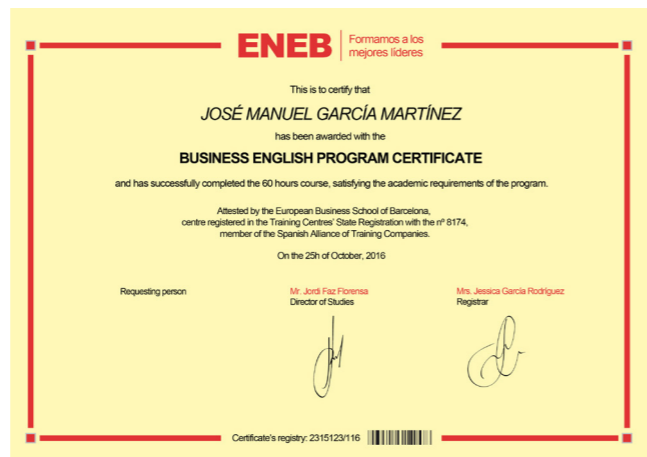 ENEB
Formamos a los
mejores líderes
This is to certify that
JOSÉ MANUEL GARCÍA MARTÍNEZ
has been awarded with the
BUSINESS ENGLISH PROGRAM CERTIFICATE
and has successfully completed the 60 hours course, satisfying the academic requirements of the program.
Attested by the European Business School of Barcelona,
centre registered in the Training Centres' State Registration with the nº 8174,
member of the Spanish Alliance of Training Companies.
On the 25h of October, 2016
Requesting person
Mr. Jordi Faz Florensa
Director of Studies
Mrs. Jessica García Rodríguez
Registrar
Certificate's registry: 2315123/116